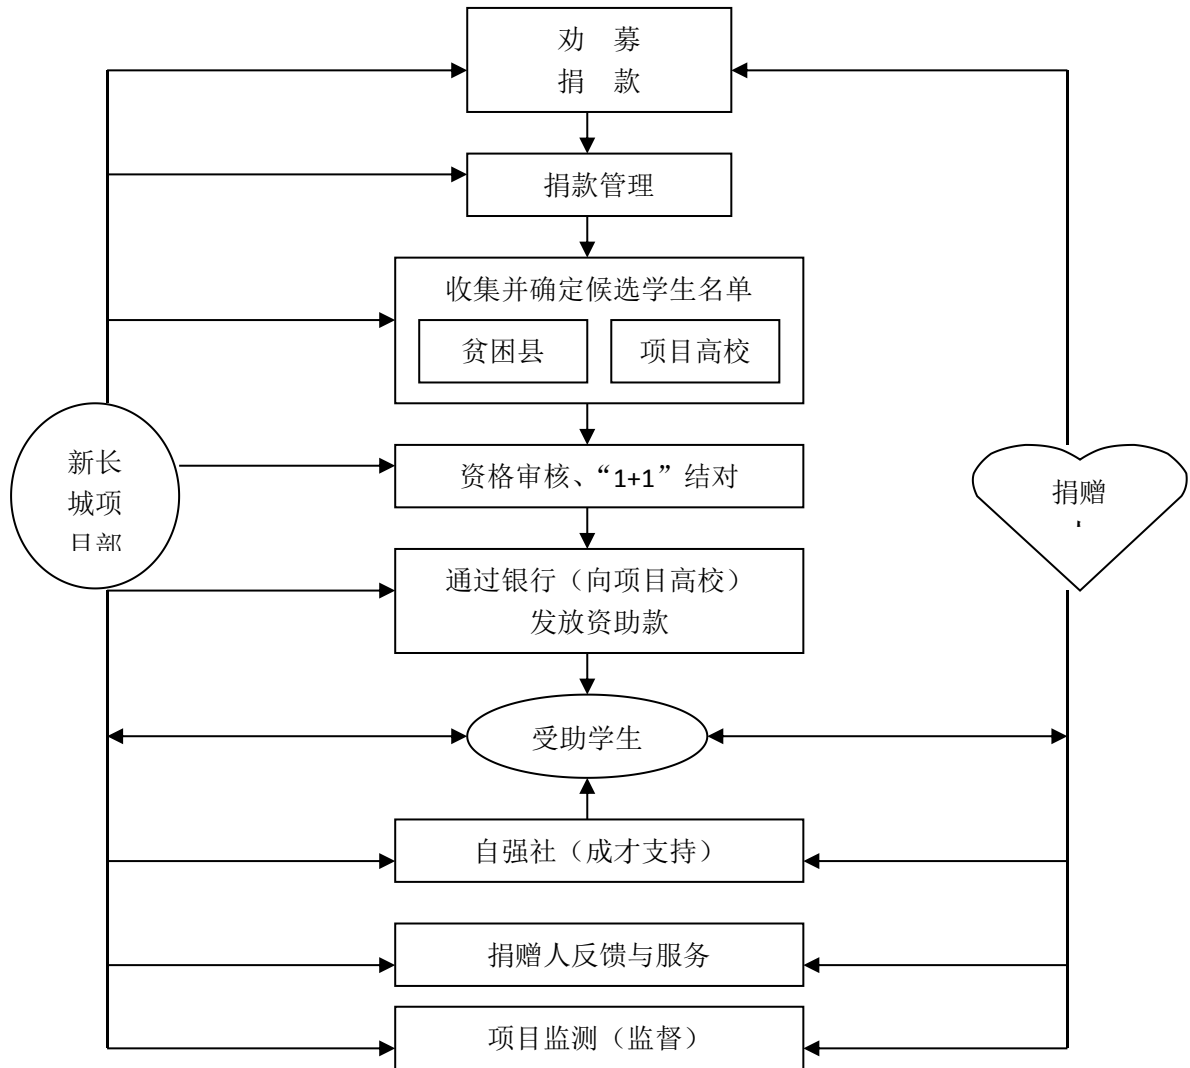 劝 募
捐 款
捐款管理
收集并确定候选学生名单
贫困县
项目高校
新长
城项
目部
资格审核、“1+1”结对
捐赠
通过银行（向项目高校）
发放资助款
受助学生
自强社（成才支持）
捐赠人反馈与服务
项目监测（监督）